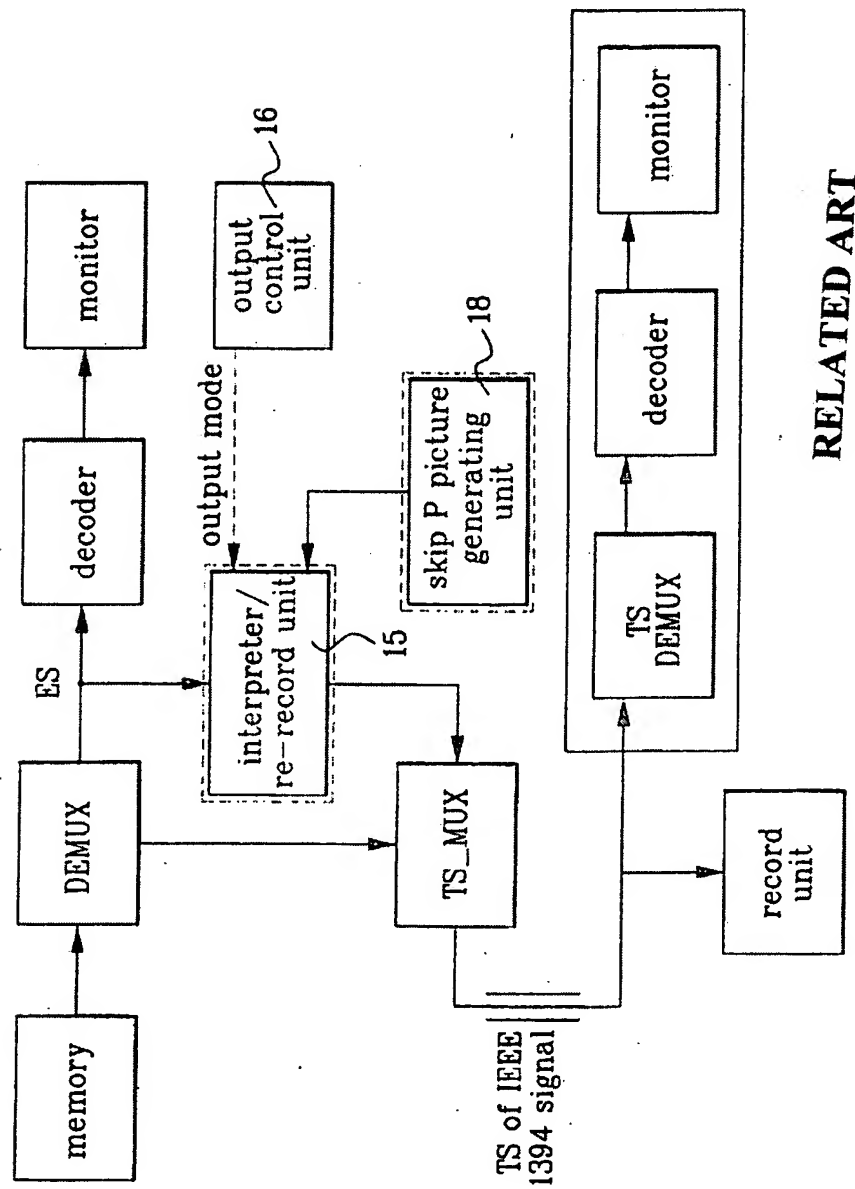 memory
DEMUX
ES
decoder
monitor
output mode
output
control
unit
16
interpreter/
re-record unit
15
skip P picture
generating
unit
18
TS_MUX
TS of IEEE
1394 signal
record
unit
TS
DEMUX
decoder
monitor
RELATED ART